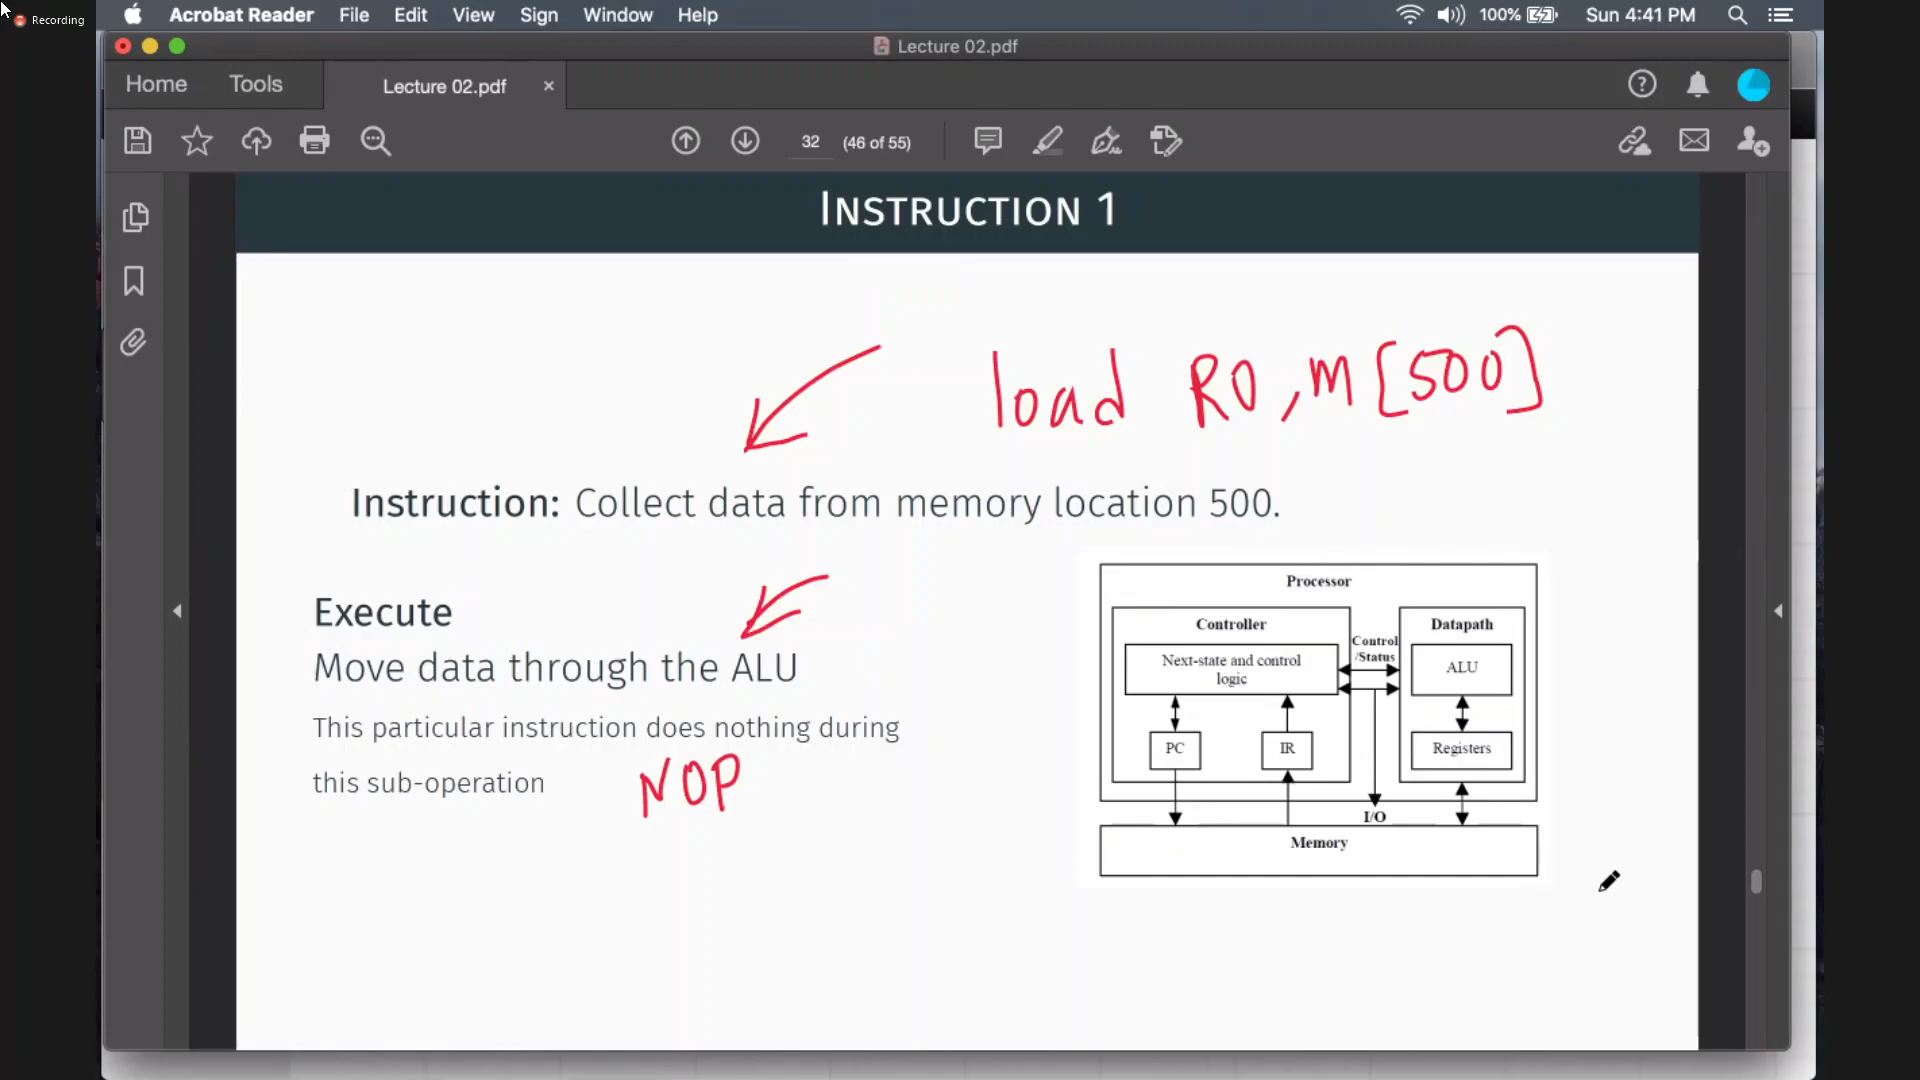 Recording
Acrobat Reader File Edit View Sign Window Help 100% Sun 4:41 PM
Lecture 02.pdf
Home Tools Lecture 02.pdf ×
32 (46 of 55)
INSTRUCTION 1
load R0, M[500]
Instruction: Collect data from memory location 500.
Execute
Move data through the ALU
This particular instruction does nothing during
this sub-operation
NOP
Processor
Controller
Datapath
Control
/Status
Next-state and control
logic
ALU
PC
IR
Registers
I/O
Memory